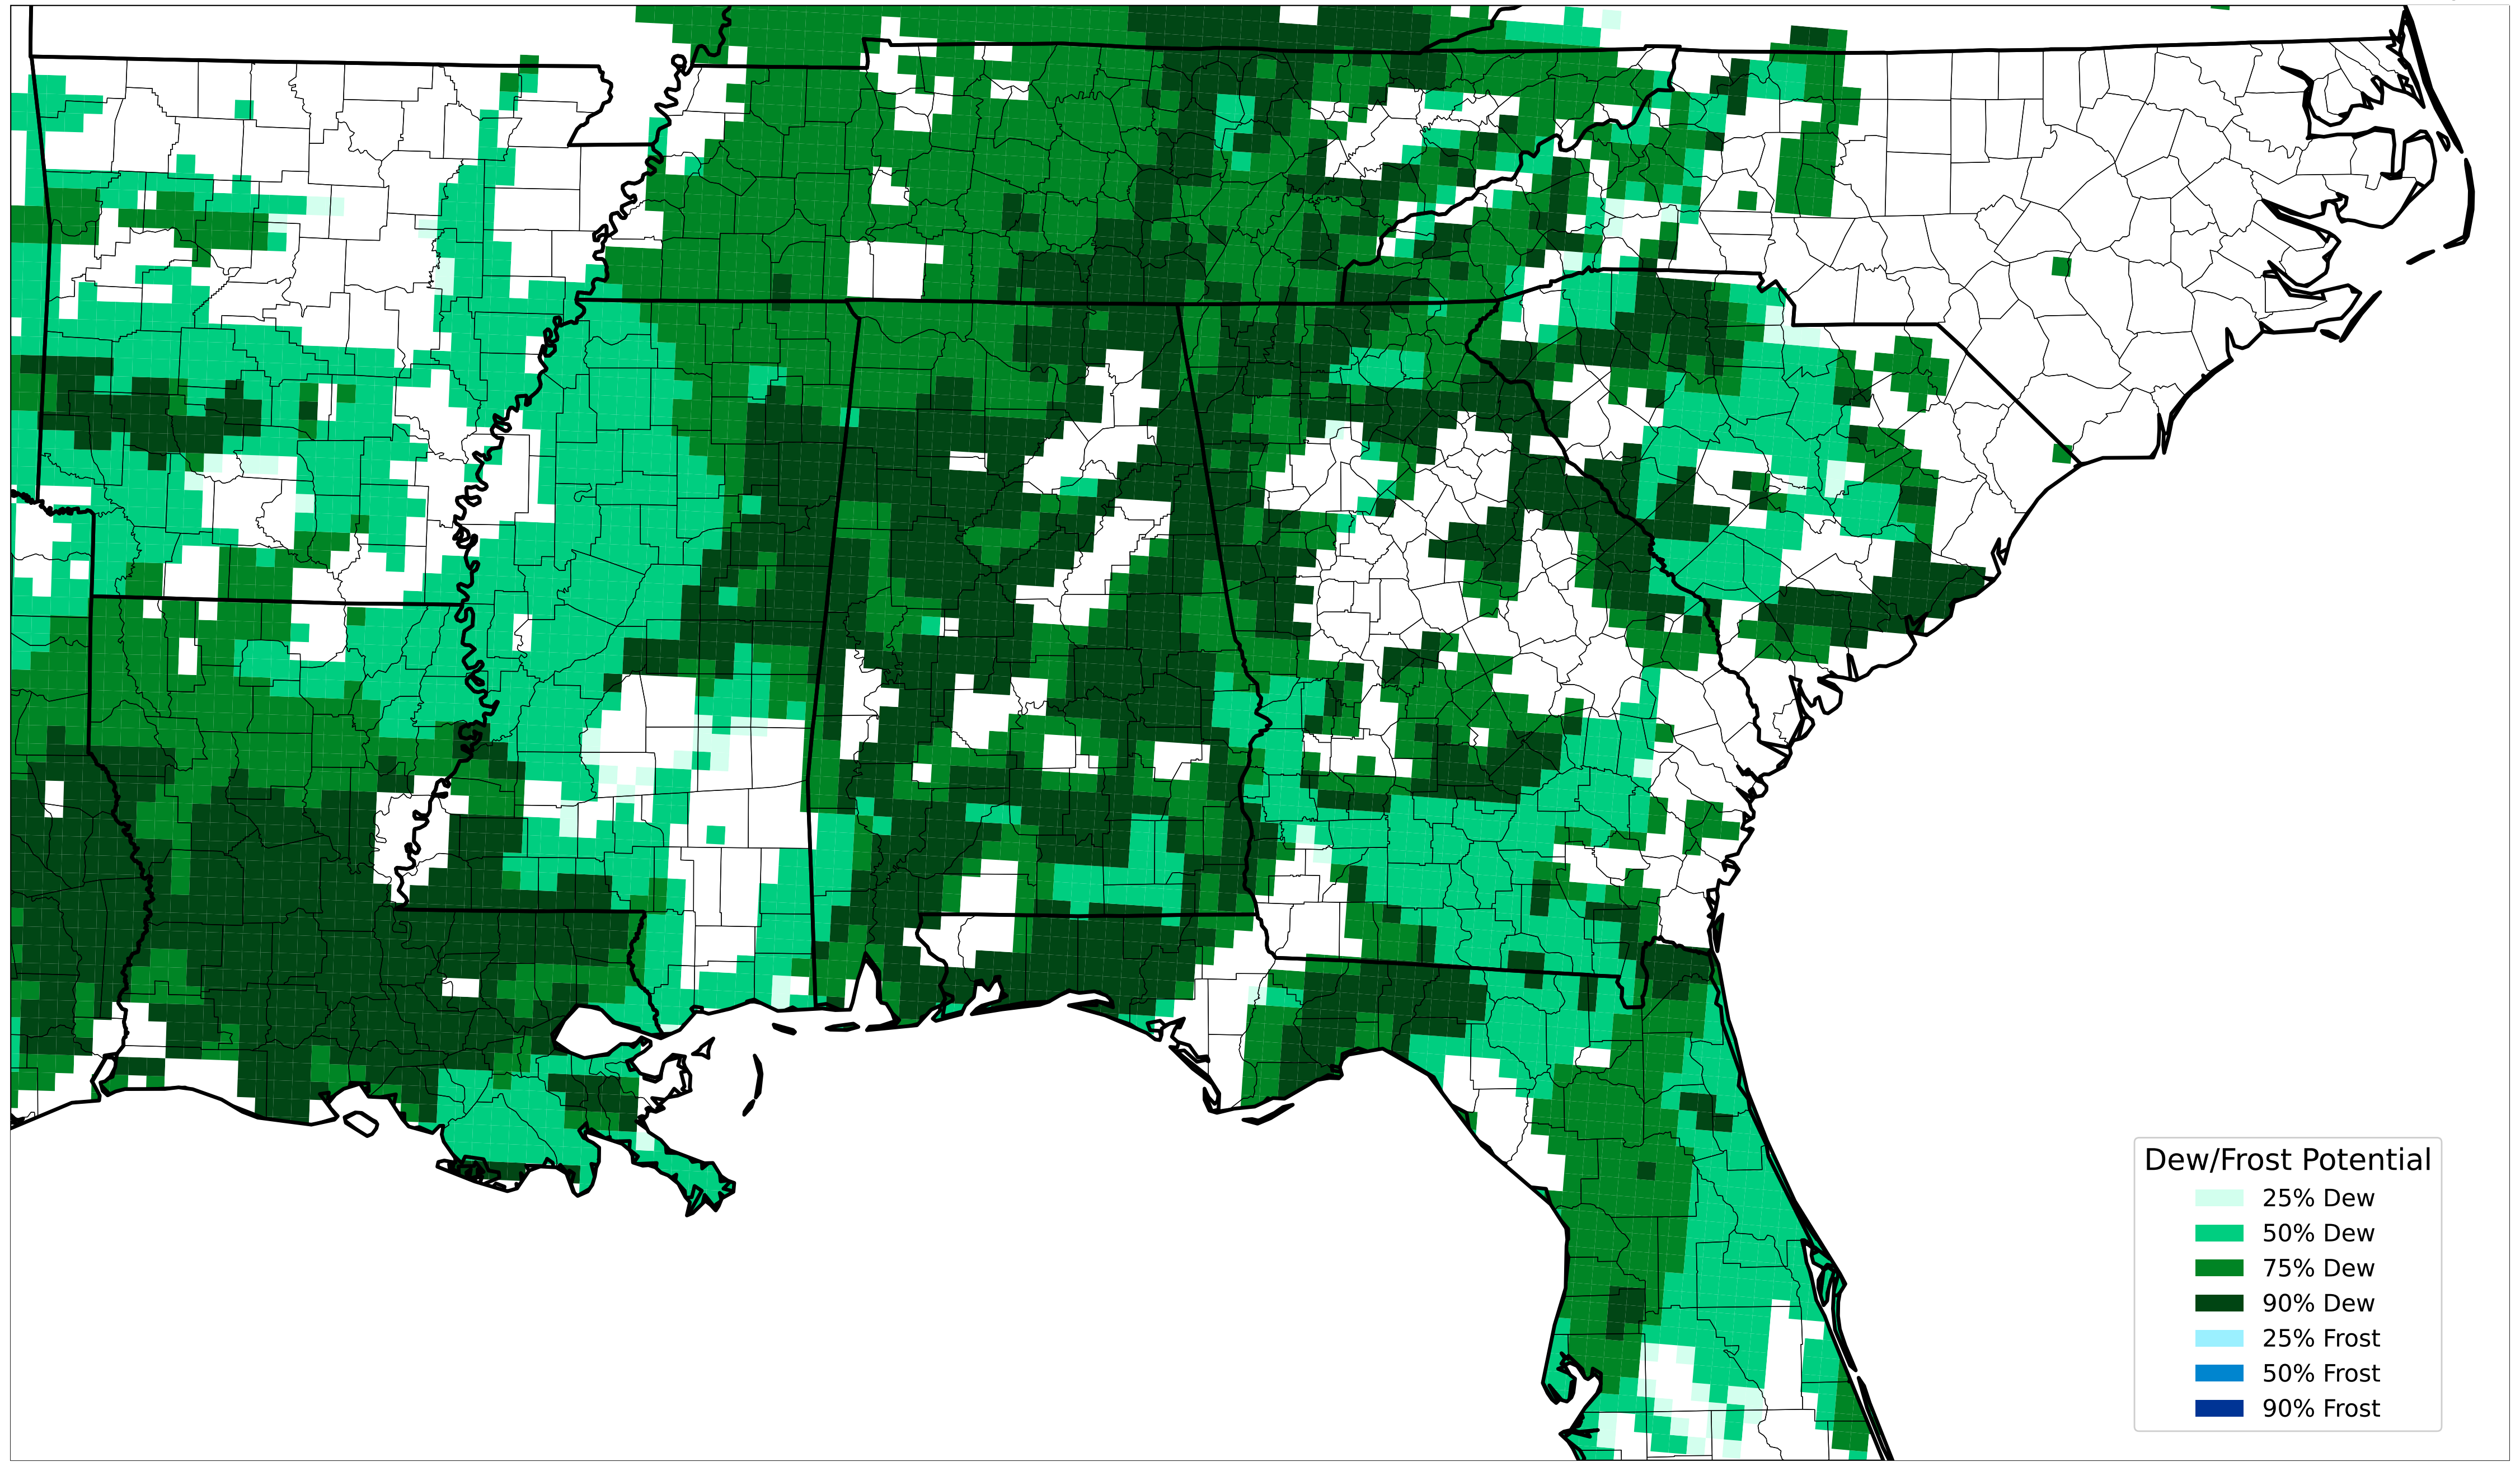 Dew/Frost Potential
25% Dew
50% Dew
75% Dew
90% Dew
25% Frost
50% Frost
90% Frost